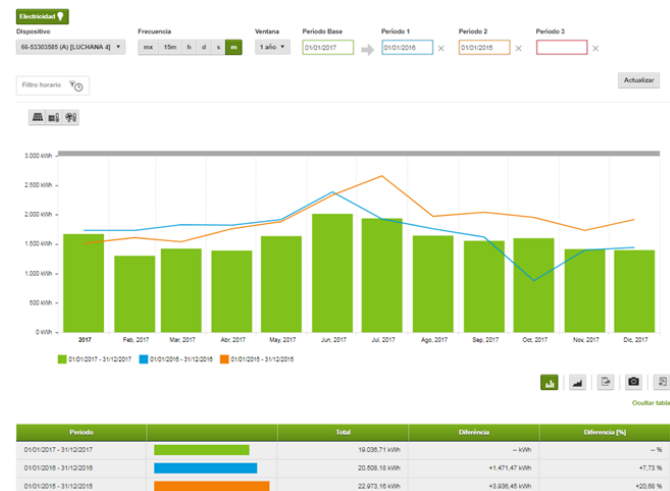 Electricidad
Dispositivo Frecuencia Ventana Periodo Base Periodo 1 Periodo 2 Periodo 3
66-53303585 (A) [LUCHANA 4] mx 15m h d s m 1 año 01/01/2017 01/01/2016 01/01/2015
Filtro horario Actualizar
3.000 kWh
2.500 kWh
2.000 kWh
1.500 kWh
1.000 kWh
500 kWh
0 kWh
2017 Feb, 2017 Mar, 2017 Abr, 2017 May, 2017 Jun, 2017 Jul, 2017 Ago, 2017 Sep, 2017 Oct, 2017 Nov, 2017 Dic, 2017
01/01/2017 - 31/12/2017 01/01/2016 - 31/12/2016 01/01/2015 - 31/12/2015
Ocultar tabla
Periodo Total Diferéncia Diferencia [%]
01/01/2017 - 31/12/2017 19.036,71 kWh -- kWh -- %
01/01/2016 - 31/12/2016 20.508,18 kWh +1.471,47 kWh +7,73 %
01/01/2015 - 31/12/2015 22.973,16 kWh +3.936,45 kWh +20,68 %